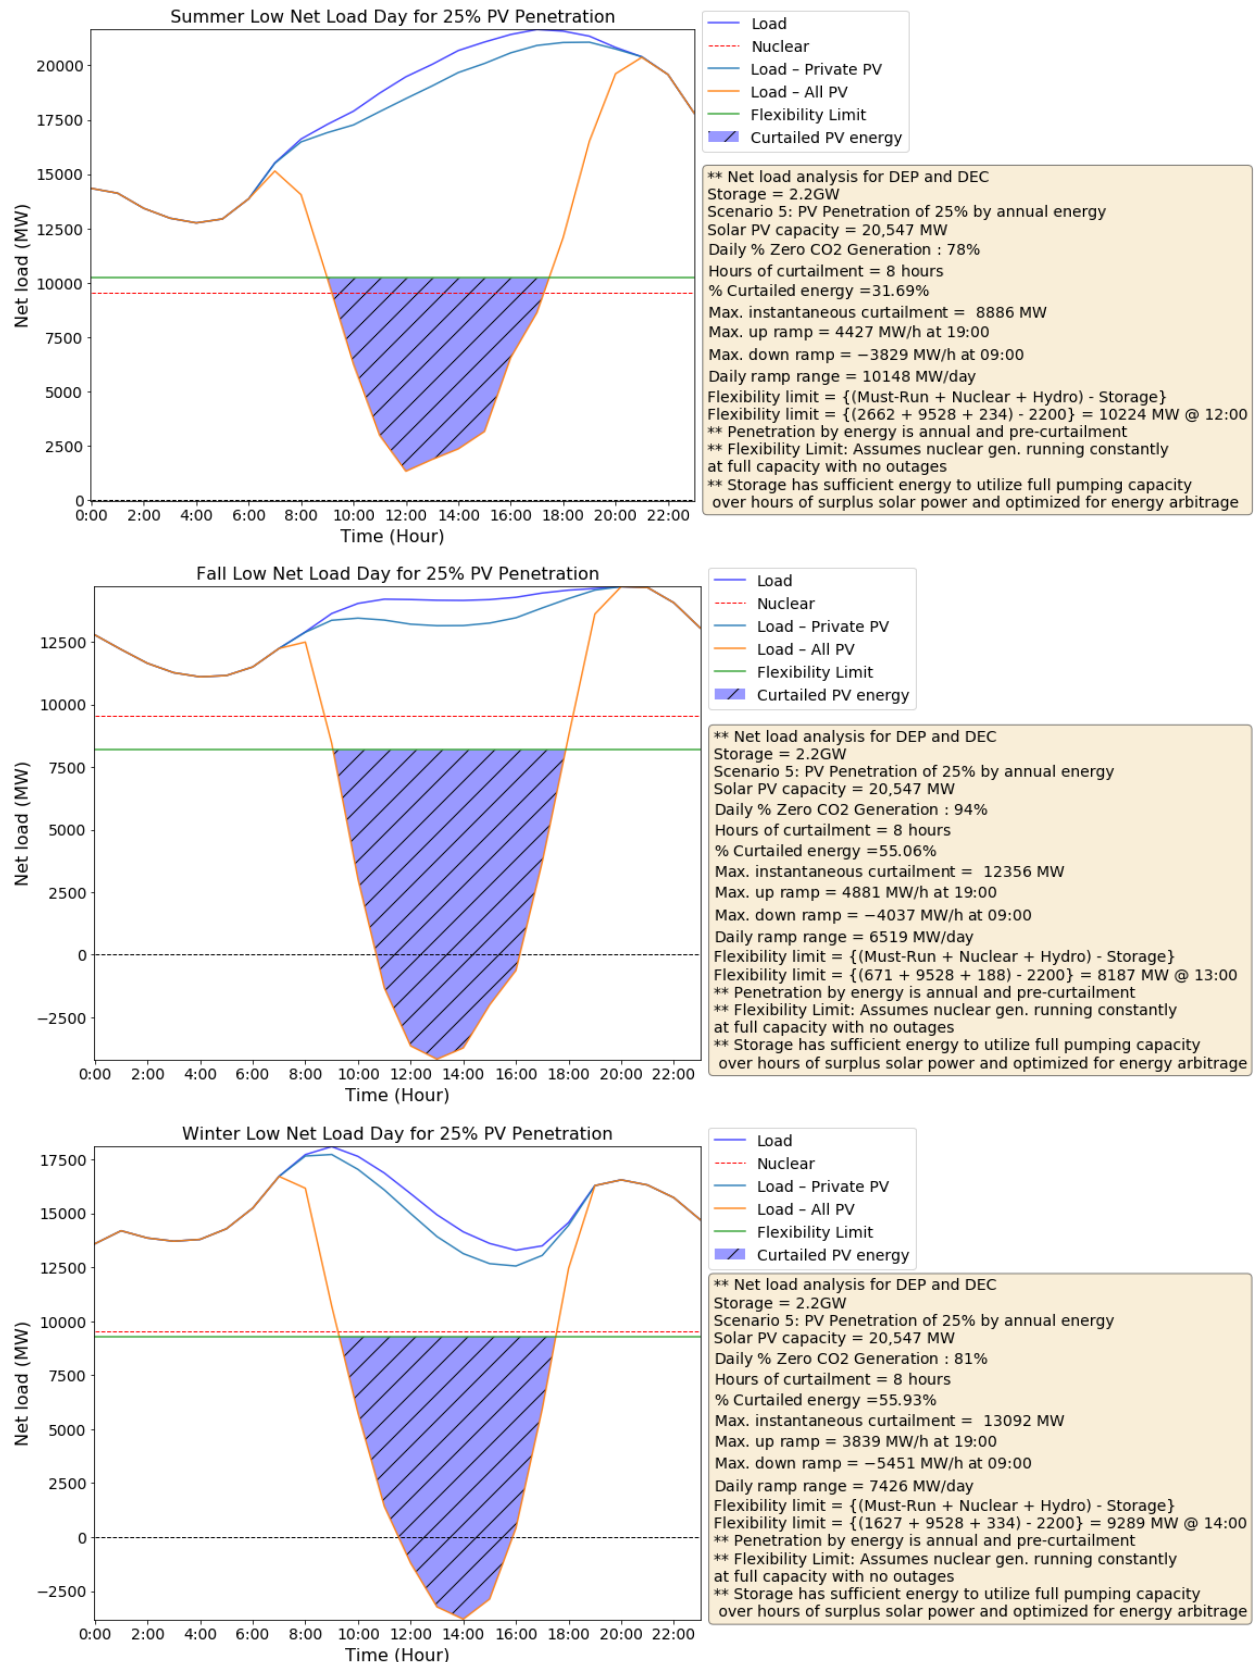 Summer Low Net Load Day for 25% PV Penetration
Net load (MW)
20000
17500
15000
12500
10000
7500
5000
2500
0
0:00 2:00 4:00 6:00 8:00 10:00 12:00 14:00 16:00 18:00 20:00 22:00
Time (Hour)
Load
Nuclear
Load – Private PV
Load – All PV
Flexibility Limit
Curtailed PV energy
** Net load analysis for DEP and DEC
Storage = 2.2GW
Scenario 5: PV Penetration of 25% by annual energy
Solar PV capacity = 20,547 MW
Daily % Zero CO2 Generation : 78%
Hours of curtailment = 8 hours
% Curtailed energy =31.69%
Max. instantaneous curtailment =  8886 MW
Max. up ramp = 4427 MW/h at 19:00
Max. down ramp = −3829 MW/h at 09:00
Daily ramp range = 10148 MW/day
Flexibility limit = {(Must-Run + Nuclear + Hydro) - Storage}
Flexibility limit = {(2662 + 9528 + 234) - 2200} = 10224 MW @ 12:00
** Penetration by energy is annual and pre-curtailment
** Flexibility Limit: Assumes nuclear gen. running constantly
at full capacity with no outages
** Storage has sufficient energy to utilize full pumping capacity
over hours of surplus solar power and optimized for energy arbitrage
Fall Low Net Load Day for 25% PV Penetration
Net load (MW)
12500
10000
7500
5000
2500
0
−2500
0:00 2:00 4:00 6:00 8:00 10:00 12:00 14:00 16:00 18:00 20:00 22:00
Time (Hour)
Load
Nuclear
Load – Private PV
Load – All PV
Flexibility Limit
Curtailed PV energy
** Net load analysis for DEP and DEC
Storage = 2.2GW
Scenario 5: PV Penetration of 25% by annual energy
Solar PV capacity = 20,547 MW
Daily % Zero CO2 Generation : 94%
Hours of curtailment = 8 hours
% Curtailed energy =55.06%
Max. instantaneous curtailment =  12356 MW
Max. up ramp = 4881 MW/h at 19:00
Max. down ramp = −4037 MW/h at 09:00
Daily ramp range = 6519 MW/day
Flexibility limit = {(Must-Run + Nuclear + Hydro) - Storage}
Flexibility limit = {(671 + 9528 + 188) - 2200} = 8187 MW @ 13:00
** Penetration by energy is annual and pre-curtailment
** Flexibility Limit: Assumes nuclear gen. running constantly
at full capacity with no outages
** Storage has sufficient energy to utilize full pumping capacity
over hours of surplus solar power and optimized for energy arbitrage
Winter Low Net Load Day for 25% PV Penetration
Net load (MW)
17500
15000
12500
10000
7500
5000
2500
0
−2500
0:00 2:00 4:00 6:00 8:00 10:00 12:00 14:00 16:00 18:00 20:00 22:00
Time (Hour)
Load
Nuclear
Load – Private PV
Load – All PV
Flexibility Limit
Curtailed PV energy
** Net load analysis for DEP and DEC
Storage = 2.2GW
Scenario 5: PV Penetration of 25% by annual energy
Solar PV capacity = 20,547 MW
Daily % Zero CO2 Generation : 81%
Hours of curtailment = 8 hours
% Curtailed energy =55.93%
Max. instantaneous curtailment =  13092 MW
Max. up ramp = 3839 MW/h at 19:00
Max. down ramp = −5451 MW/h at 09:00
Daily ramp range = 7426 MW/day
Flexibility limit = {(Must-Run + Nuclear + Hydro) - Storage}
Flexibility limit = {(1627 + 9528 + 334) - 2200} = 9289 MW @ 14:00
** Penetration by energy is annual and pre-curtailment
** Flexibility Limit: Assumes nuclear gen. running constantly
at full capacity with no outages
** Storage has sufficient energy to utilize full pumping capacity
over hours of surplus solar power and optimized for energy arbitrage